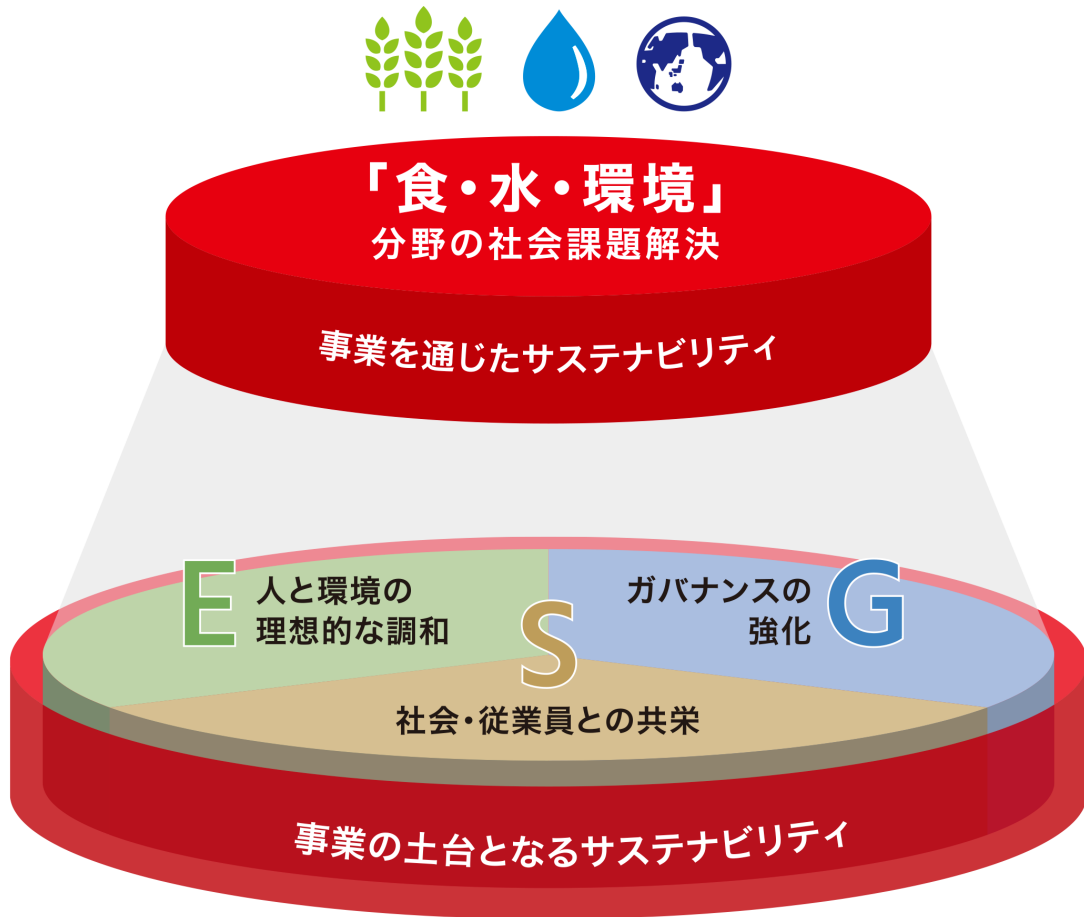 「食・水・環境」
分野の社会課題解決
事業を通じたサステナビリティ
E
人と環境の
理想的な調和
S
社会・従業員との共栄
ガバナンスの
強化
G
事業の土台となるサステナビリティ